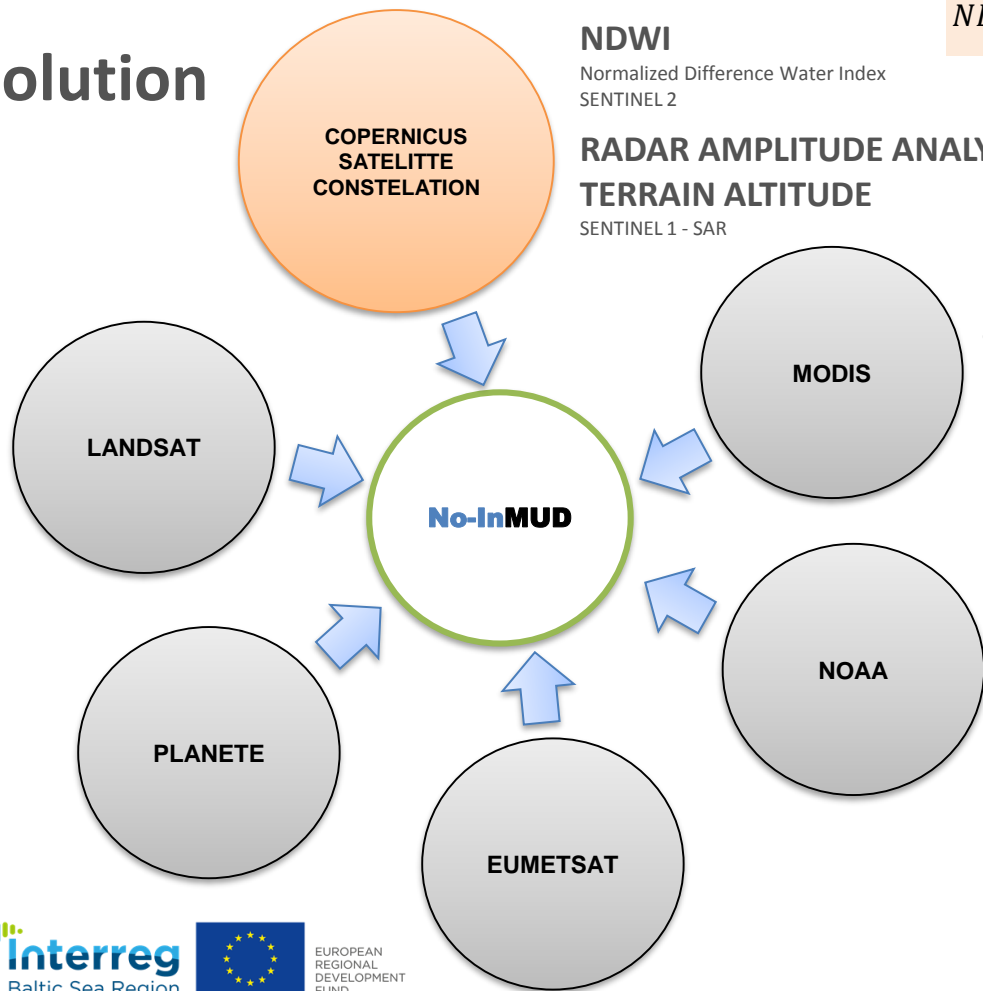 olution
NDWI
Normalized Difference Water Index
SENTINEL 2
RADAR AMPLITUDE ANALY
TERRAIN ALTITUDE
SENTINEL 1 - SAR
COPERNICUS
SATELITTE
CONSTELATION
MODIS
LANDSAT
No-InMUD
NOAA
PLANETE
EUMETSAT
Interreg
Baltic Sea Region
EUROPEAN
REGIONAL
DEVELOPMENT
FUND